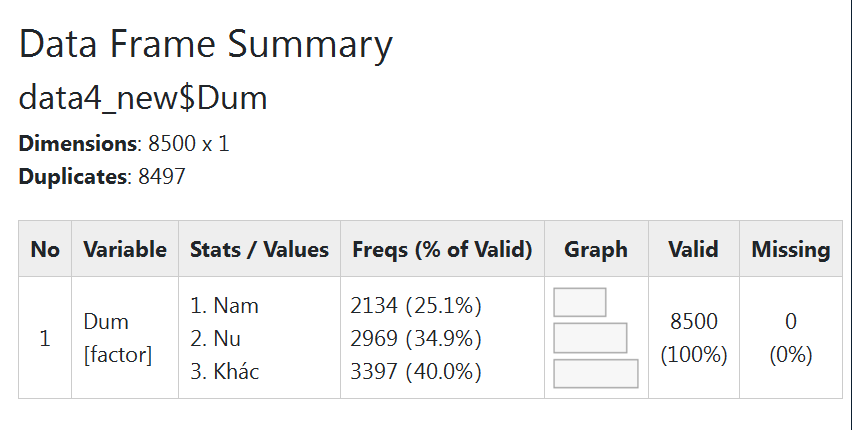 Data Frame Summary
data4_new$Dum
Dimensions: 8500 x 1
Duplicates: 8497
No Variable Stats / Values Freqs (% of Valid) Graph Valid Missing
1 Dum [factor] 1. Nam 2134 (25.1%) 8500 (100%) 0 (0%)
2. Nu 2969 (34.9%)
3. Khác 3397 (40.0%)